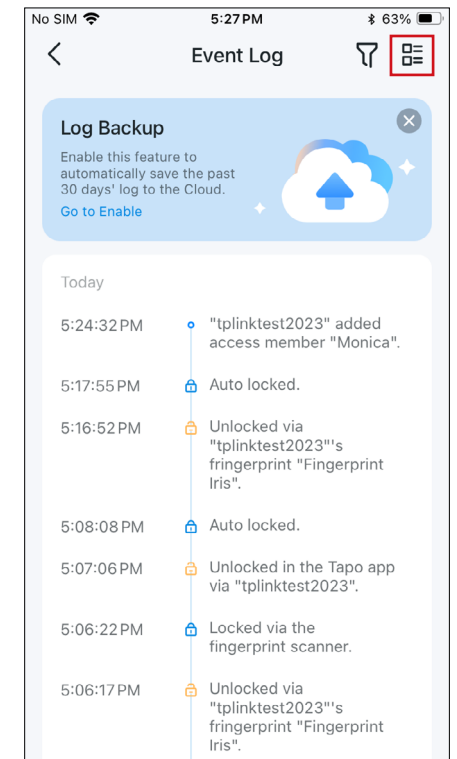 No SIM 5:27 PM 63%
Event Log
Log Backup
Enable this feature to
automatically save the past
30 days' log to the Cloud.
Go to Enable
Today
5:24:32 PM "tplinktest2023" added
access member "Monica".
5:17:55 PM Auto locked.
5:16:52 PM Unlocked via
"tplinktest2023"'s
fringerprint "Fingerprint
Iris".
5:08:08 PM Auto locked.
5:07:06 PM Unlocked in the Tapo app
via "tplinktest2023".
5:06:22 PM Locked via the
fingerprint scanner.
5:06:17 PM Unlocked via
"tplinktest2023"'s
fringerprint "Fingerprint
Iris".